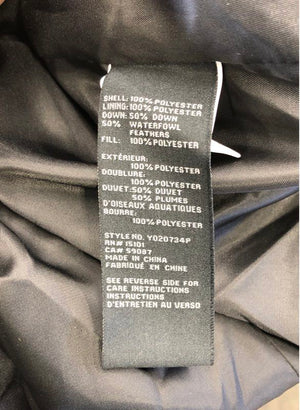 SHELL: 100% POLYESTER
LINING: 100% POLYESTER
DOWN: 50% DOWN
50% WATERFOWL
FEATHERS
FILL: 100% POLYESTER
EXTÉRIEUR:
100% POLYESTER
DOUBLURE:
100% POLYESTER
DUVET: 50% DUVET
50% PLUMES
D'OISEAUX AQUATIQUES
BOURRE:
100% POLYESTER
STYLE NO. Y020734P
RN# 15101
CA# 59087
MADE IN CHINA
FABRIQUÉ EN CHINE
SEE REVERSE SIDE FOR
CARE INSTRUCTIONS
INSTRUCTIONS
D'ENTRETIEN AU VERSO